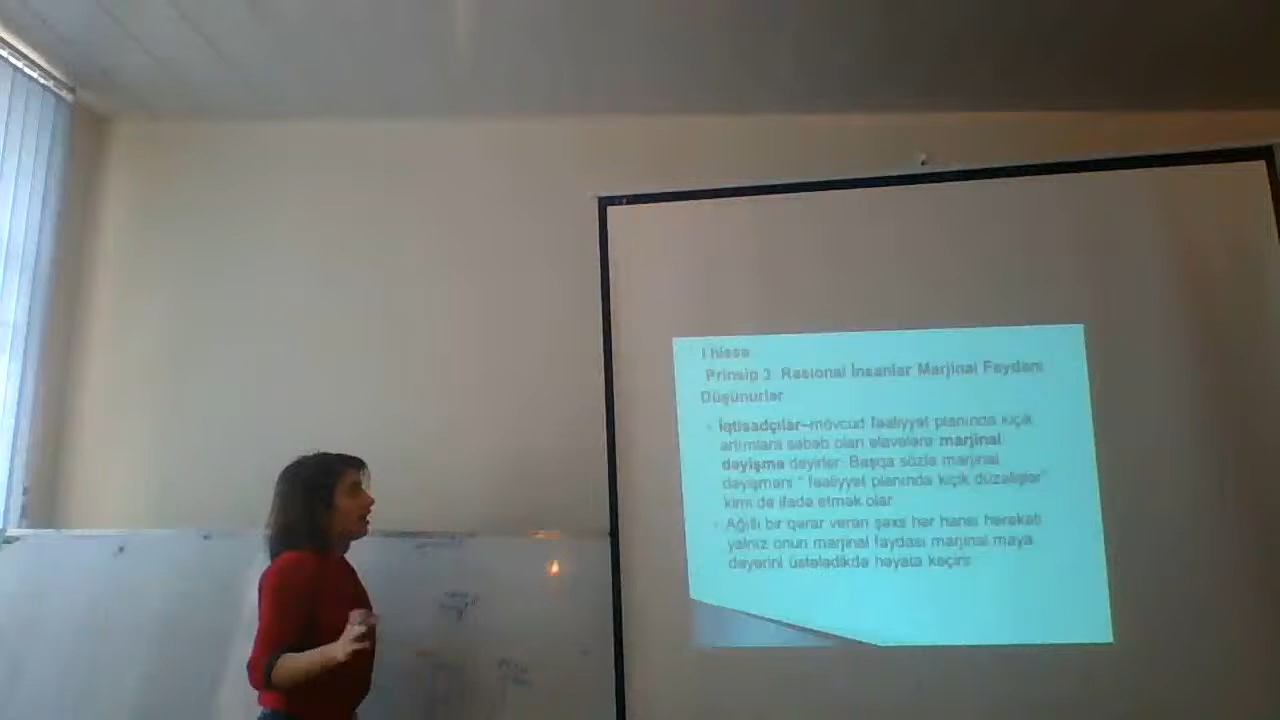 I hissə
Prinsip 3 Rasional İnsanlar Marjinal Faydanı
Düşünürlər
İqtisadçılar–mövcud fəaliyyət planında kiçik
artımlara səbəb olan əlavələrə marjinal
dəyişmə deyirlər. Başqa sözlə marjinal
dəyişməni " fəaliyyət planında kiçik düzəlişlər"
kimi də ifadə etmək olar
Ağıllı bir qərar verən şəxs hər hansı hərəkəti
yalnız onun marjinal faydası marjinal maya
dəyərini üstələdikdə həyata keçirir